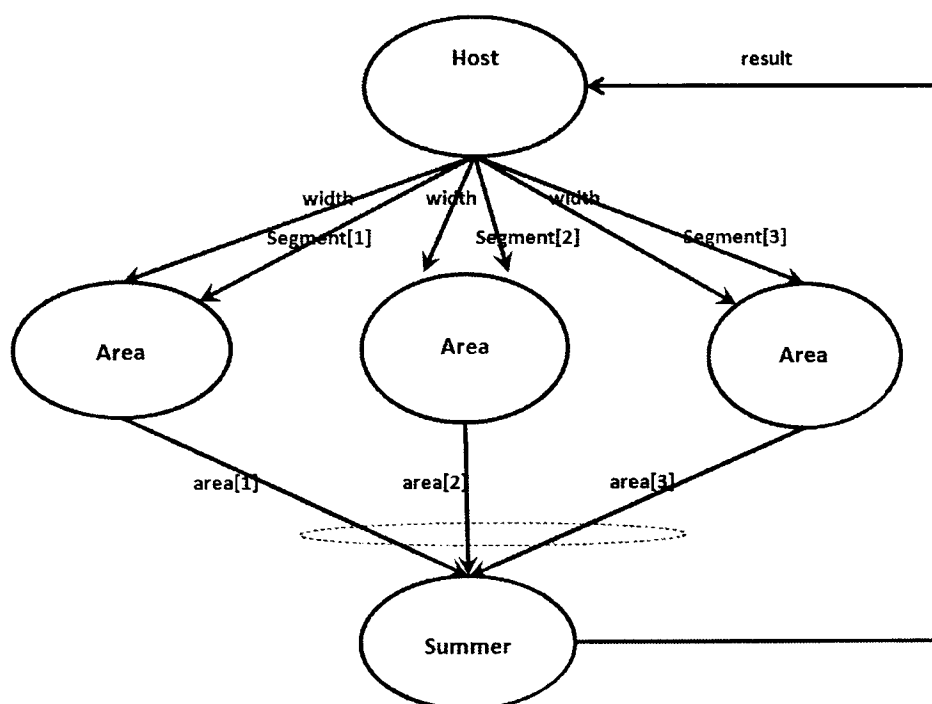 Host
result
width
width
width
Segment[1]
Segment[2]
Segment[3]
Area
Area
Area
area[1]
area[2]
area[3]
Summer